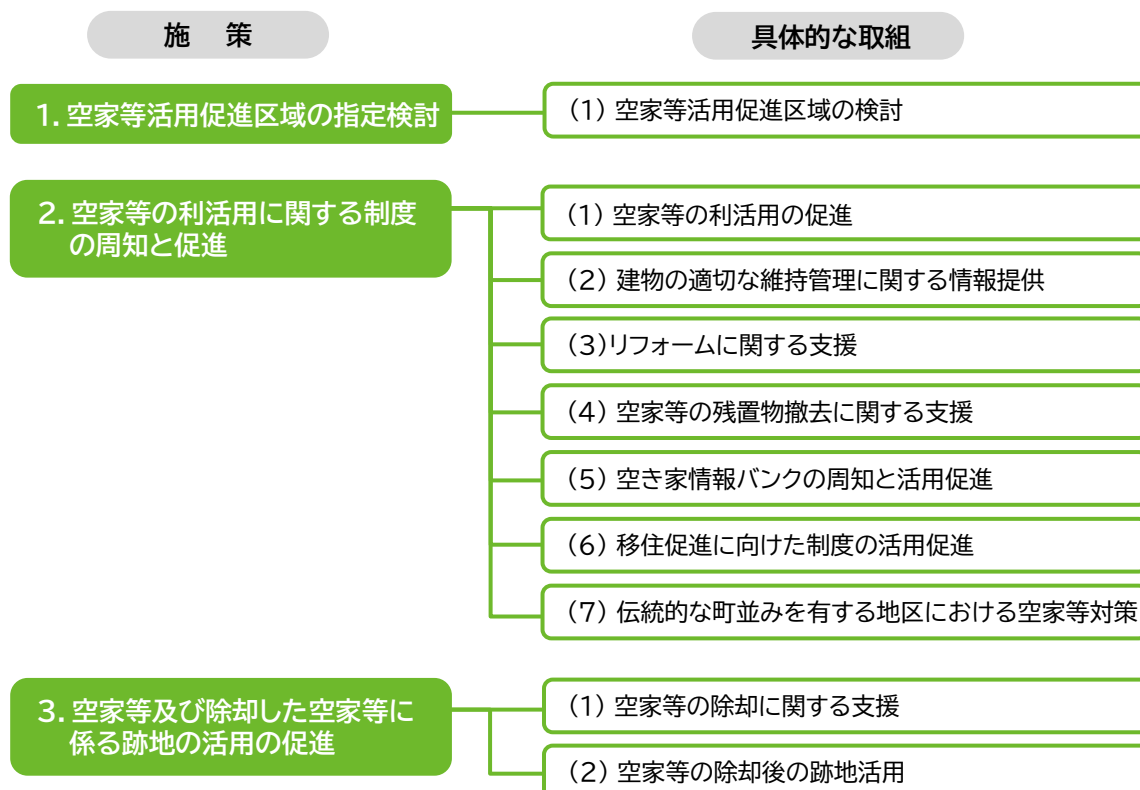 施 策
具体的な取組
1. 空家等活用促進区域の指定検討
(1) 空家等活用促進区域の検討
2. 空家等の利活用に関する制度
の周知と促進
(1) 空家等の利活用の促進
(2) 建物の適切な維持管理に関する情報提供
(3)リフォームに関する支援
(4) 空家等の残置物撤去に関する支援
(5) 空き家情報バンクの周知と活用促進
(6) 移住促進に向けた制度の活用促進
(7) 伝統的な町並みを有する地区における空家等対策
3. 空家等及び除却した空家等に
係る跡地の活用の促進
(1) 空家等の除却に関する支援
(2) 空家等の除却後の跡地活用